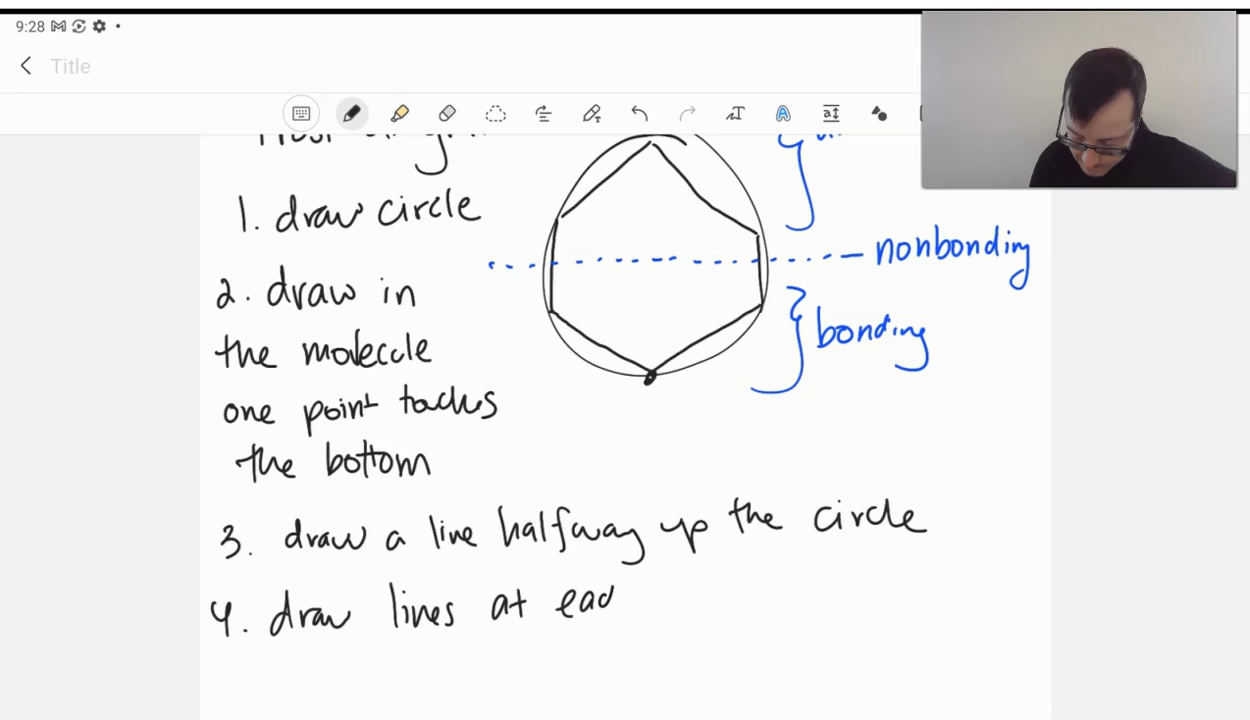 9:28
Title
1. draw circle
nonbonding
2. draw in
the molecule
bonding
one point touches
the bottom
3. draw a line halfway up the circle
4. draw lines at eac